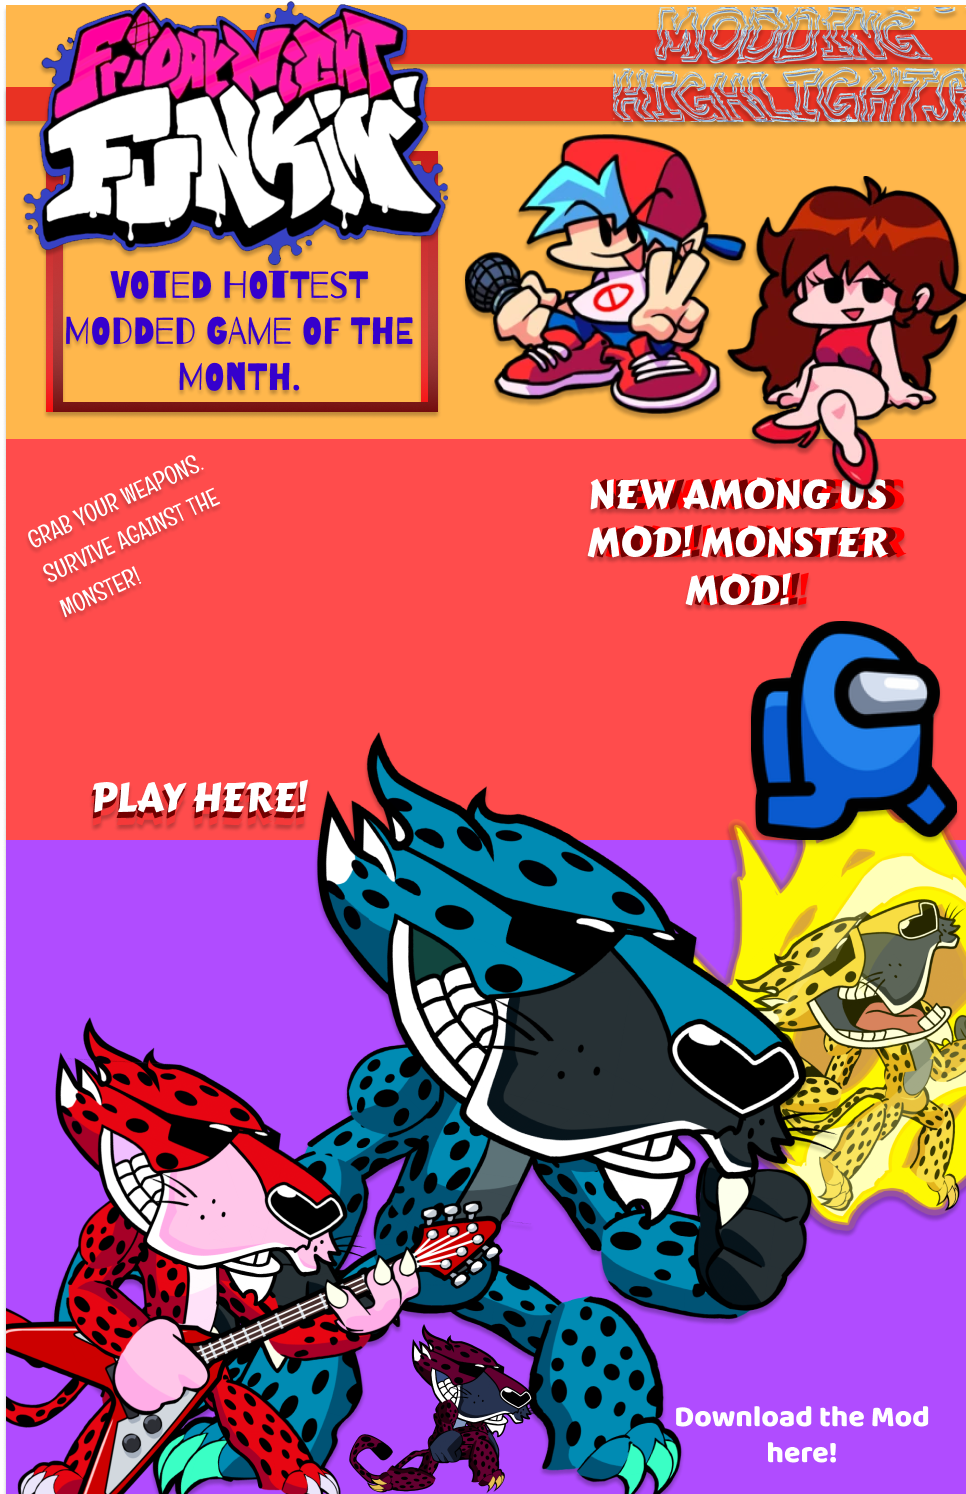 FRIDAY NIGHT
FUNKIN'
MODDING
HIGHLIGHTS
VOTED HOTTEST
MODDED GAME OF THE
MONTH.
GRAB YOUR WEAPONS.
SURVIVE AGAINST THE
MONSTER!
NEW AMONG US
MOD! MONSTER
MOD!
PLAY HERE!
Download the Mod
here!